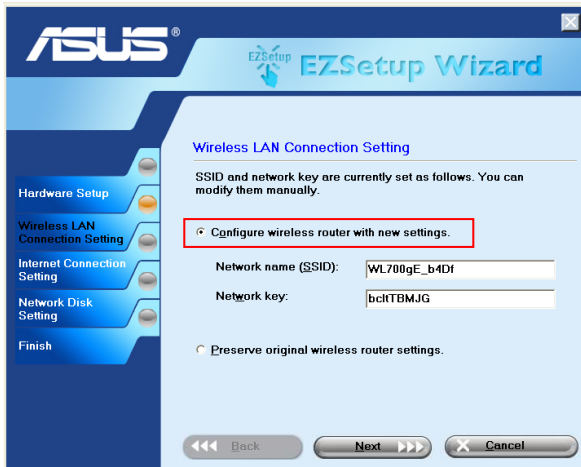 ASUS®
EZSetup
EZSetup Wizard
Wireless LAN Connection Setting
SSID and network key are currently set as follows. You can
modify them manually.
Hardware Setup
Wireless LAN
Connection Setting
Internet Connection
Setting
Network Disk
Setting
Finish
Configure wireless router with new settings.
Network name (SSID): WL700gE_b4Df
Network key: bcltTBMJG
Preserve original wireless router settings.
Back
Next
Cancel